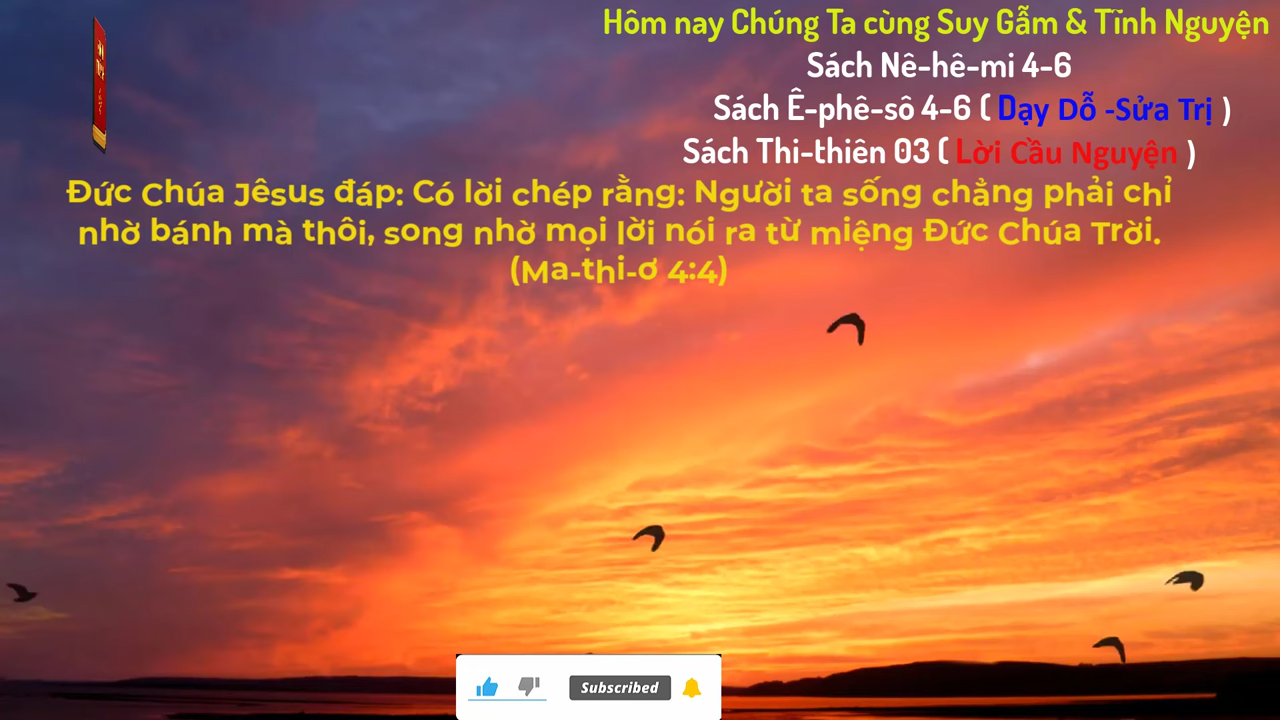 Hôm nay Chúng Ta cùng Suy Gẫm & Tĩnh Nguyện
Sách Nê-hê-mi 4-6
Sách Ê-phê-sô 4-6 ( Dạy Dỗ -Sửa Trị )
Sách Thi-thiên 03 ( Lời Cầu Nguyện )
Đức Chúa Jêsus đáp: Có lời chép rằng: Người ta sống chẳng phải chỉ
nhờ bánh mà thôi, song nhờ mọi lời nói ra từ miệng Đức Chúa Trời.
(Ma-thi-ơ 4:4)
Subscribed